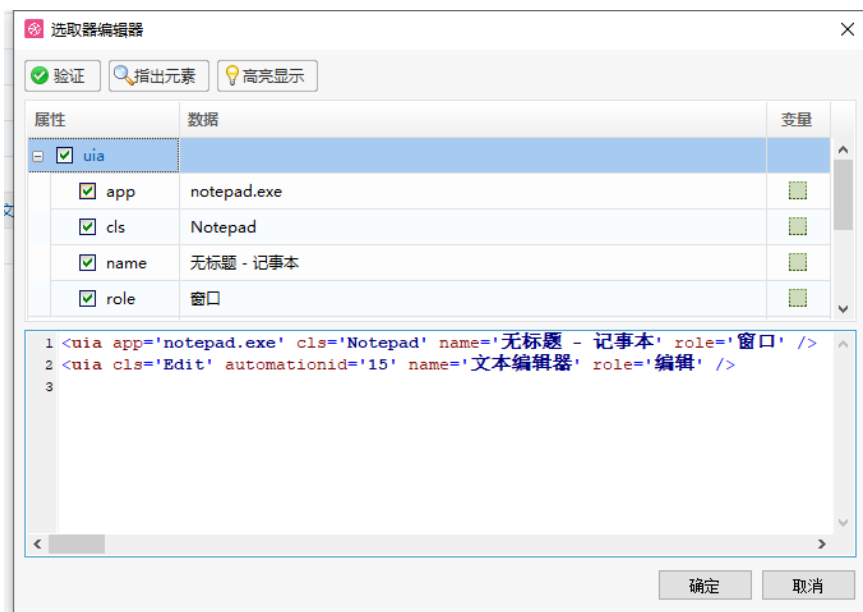 选取器编辑器
验证 指出元素 高亮显示
属性 数据 变量
uia
app notepad.exe
cls Notepad
name 无标题 - 记事本
role 窗口
1 <uia app='notepad.exe' cls='Notepad' name='无标题 - 记事本' role='窗口' />
2 <uia cls='Edit' automationid='15' name='文本编辑器' role='编辑' />
3
确定 取消